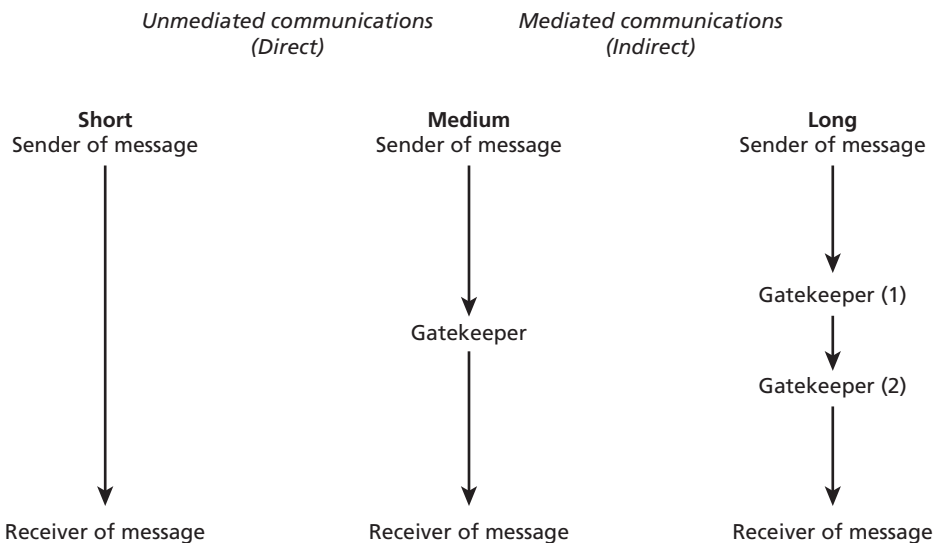 Unmediated communications
(Direct)
Mediated communications
(Indirect)
Short
Sender of message
Medium
Sender of message
Long
Sender of message
Gatekeeper (1)
Gatekeeper
Gatekeeper (2)
Receiver of message
Receiver of message
Receiver of message